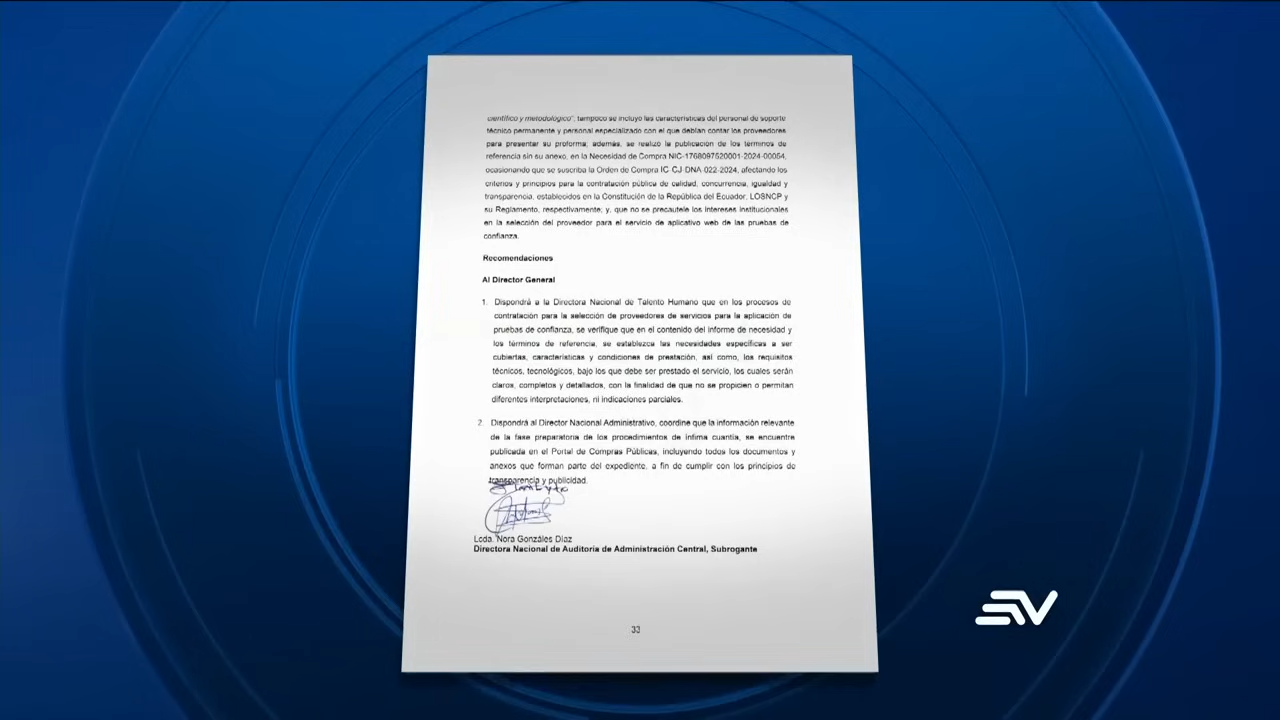 científico y metodológico"; tampoco se incluyó las características del personal de soporte
técnico permanente y personal especializado con el que debían contar los proveedores
para presentar su proforma; además, se realizó la publicación de los términos de
referencia sin su anexo, en la Necesidad de Compra NIC-1768097520001-2024-00054,
ocasionando que se suscriba la Orden de Compra IC-CJ-DNA-022-2024, afectando los
criterios y principios para la contratación pública de calidad, concurrencia, igualdad y
transparencia, establecidos en la Constitución de la República del Ecuador, LOSNCP y
su Reglamento, respectivamente; y, que no se precautele los intereses institucionales
en la selección del proveedor para el servicio de aplicativo web de las pruebas de
confianza.
Recomendaciones
Al Director General
1. Dispondrá a la Directora Nacional de Talento Humano que en los procesos de
contratación para la selección de proveedores de servicios para la aplicación de
pruebas de confianza, se verifique que en el contenido del informe de necesidad y
los términos de referencia, se establezca las necesidades específicas a ser
cubiertas, características y condiciones de prestación, así como, los requisitos
técnicos, tecnológicos, bajo los que debe ser prestado el servicio, los cuales serán
claros, completos y detallados, con la finalidad de que no se propicien o permitan
diferentes interpretaciones, ni indicaciones parciales.
2. Dispondrá al Director Nacional Administrativo, coordine que la información relevante
de la fase preparatoria de los procedimientos de ínfima cuantía, se encuentre
publicada en el Portal de Compras Públicas, incluyendo todos los documentos y
anexos que forman parte del expediente, a fin de cumplir con los principios de
transparencia y publicidad.
Lcda. Nora Gonzáles Díaz
Directora Nacional de Auditoría de Administración Central, Subrogante
33